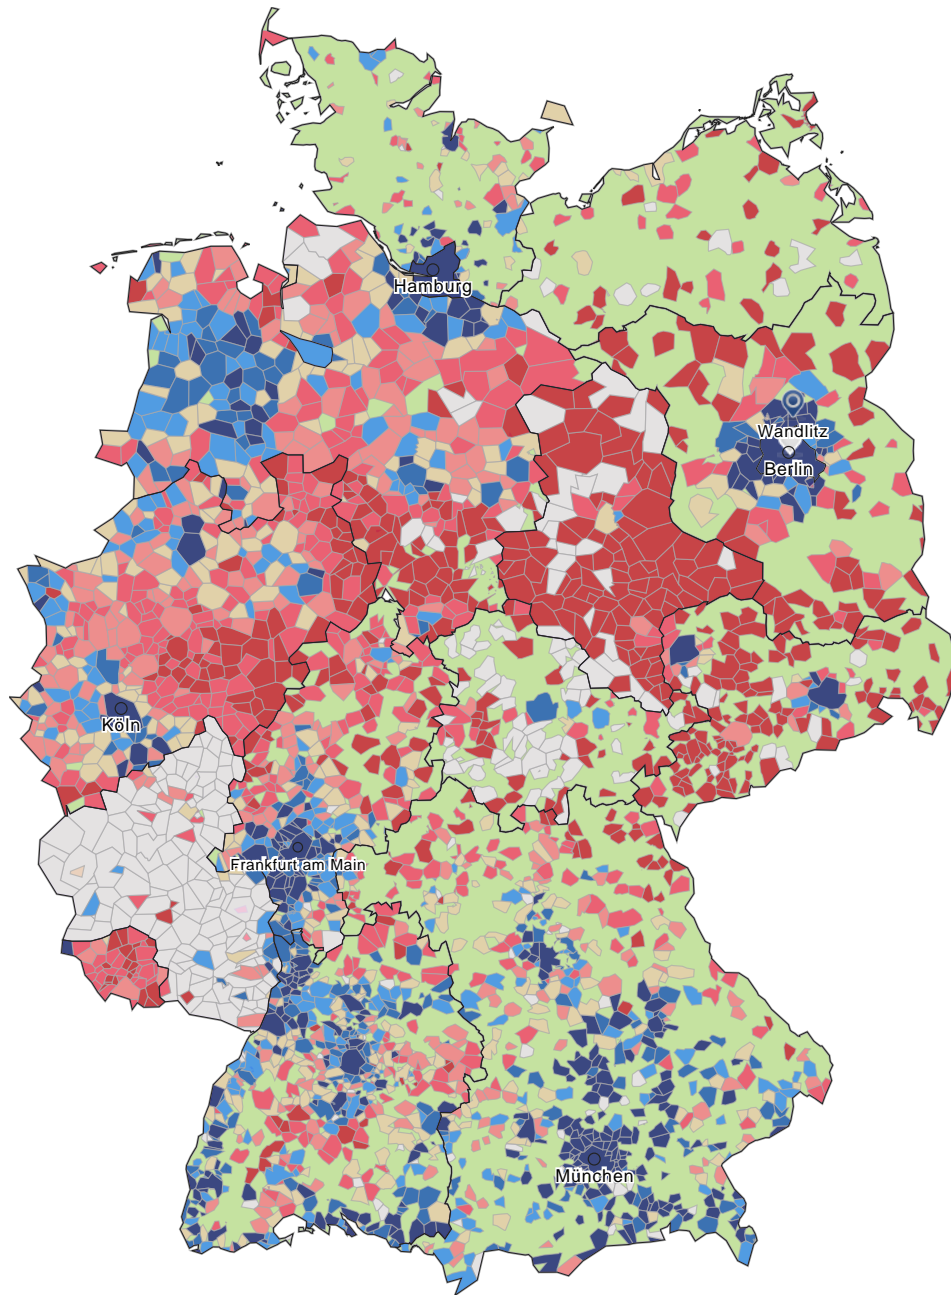 Hamburg
Wandlitz
Berlin
Köln
Frankfurt am Main
München